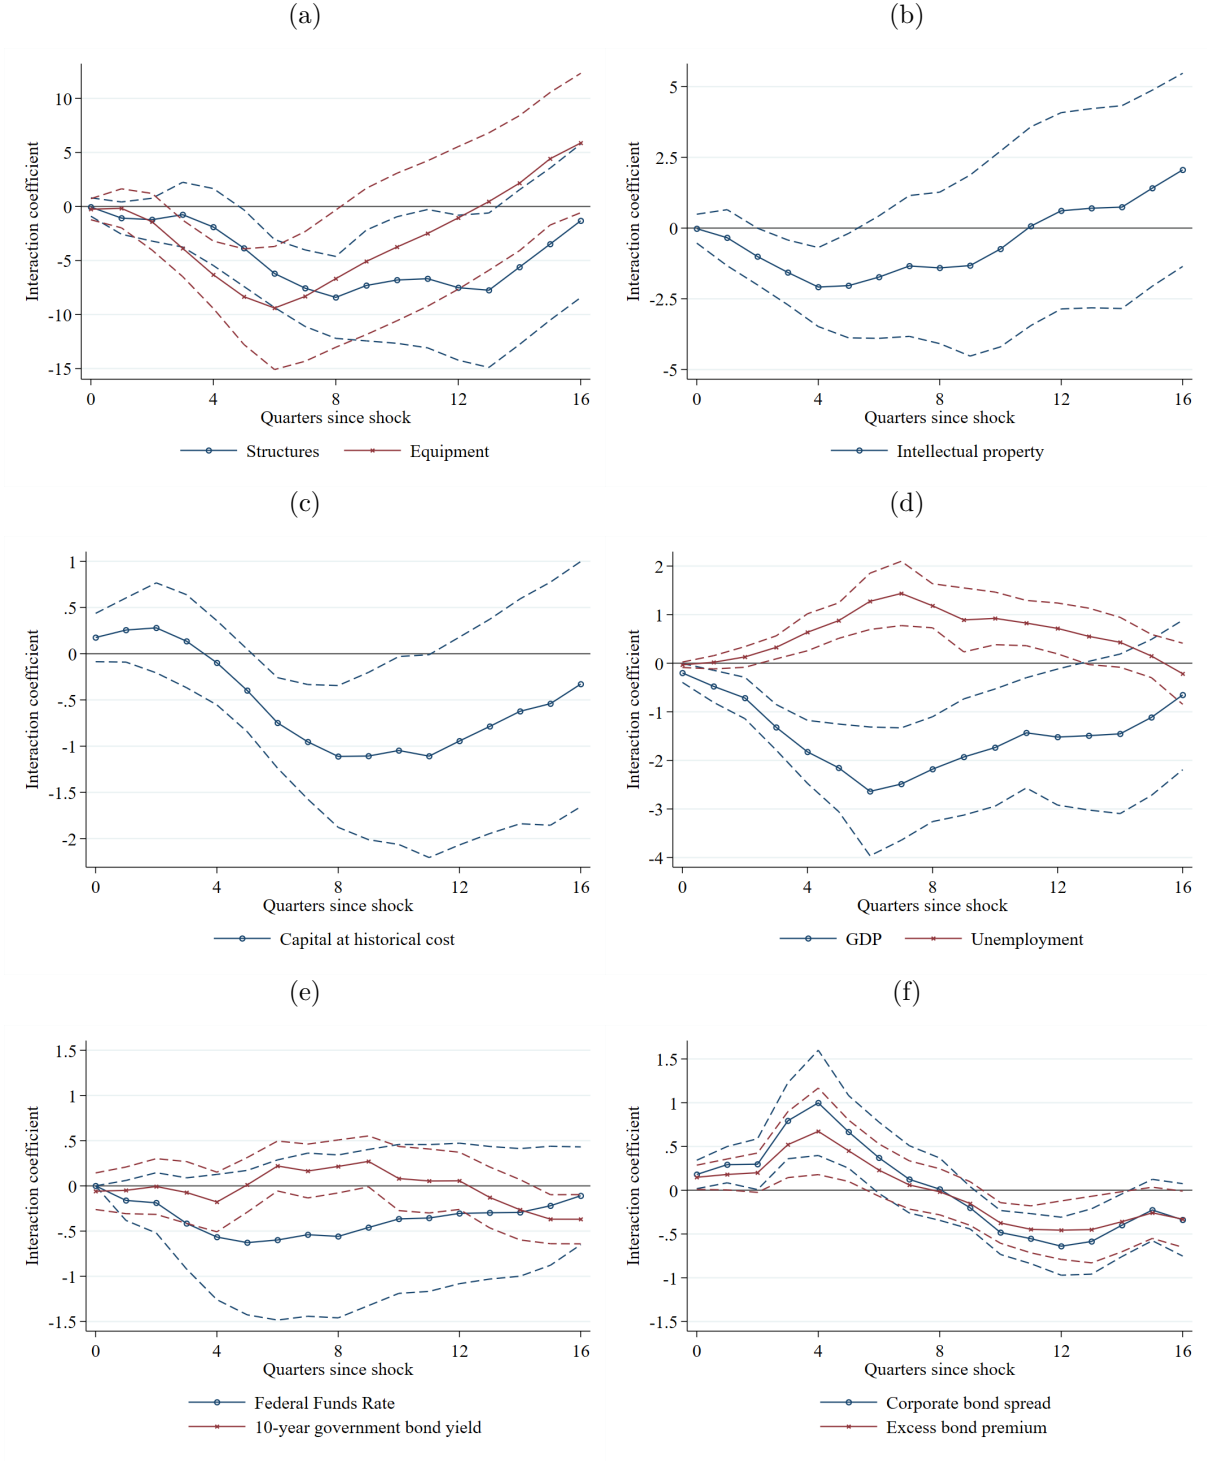 (a)
Interaction coefficient
10
5
0
-5
-10
-15
0 4 8 12 16
Quarters since shock
Structures Equipment
(b)
Interaction coefficient
5
2.5
0
-2.5
-5
0 4 8 12 16
Quarters since shock
Intellectual property
(c)
Interaction coefficient
1
.5
0
-.5
-1
-1.5
-2
0 4 8 12 16
Quarters since shock
Capital at historical cost
(d)
Interaction coefficient
2
1
0
-1
-2
-3
-4
0 4 8 12 16
Quarters since shock
GDP Unemployment
(e)
Interaction coefficient
1.5
1
.5
0
-.5
-1
-1.5
0 4 8 12 16
Quarters since shock
Federal Funds Rate
10-year government bond yield
(f)
Interaction coefficient
1.5
1
.5
0
-.5
-1
-1.5
0 4 8 12 16
Quarters since shock
Corporate bond spread
Excess bond premium